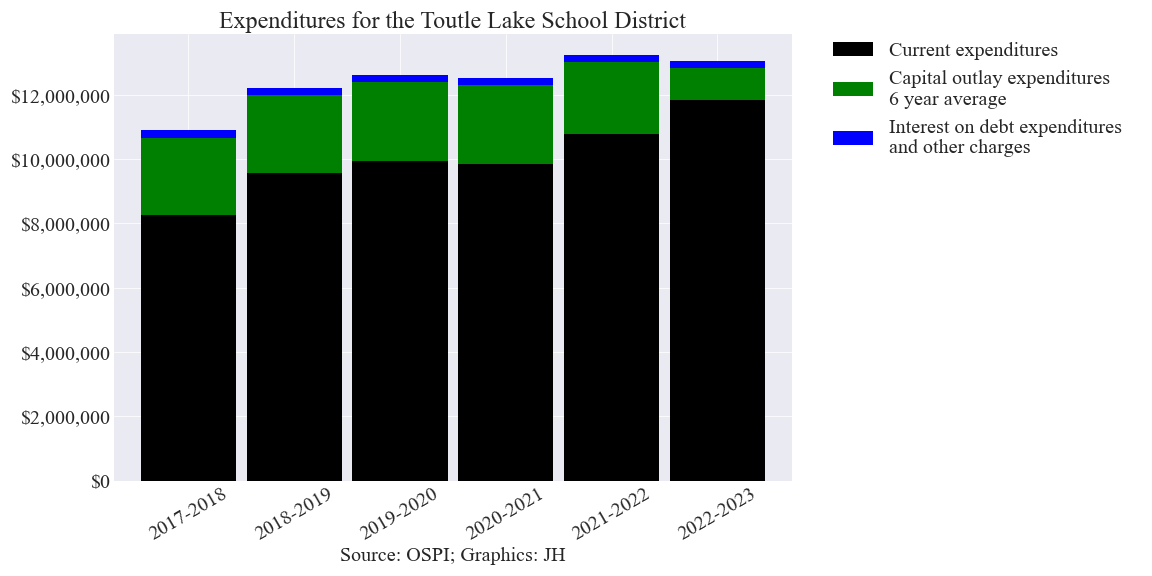 Expenditures for the Toutle Lake School District
Current expenditures
Capital outlay expenditures
6 year average
Interest on debt expenditures
and other charges
$12,000,000
$10,000,000
$8,000,000
$6,000,000
$4,000,000
$2,000,000
$0
2017-2018
2018-2019
2019-2020
2020-2021
2021-2022
2022-2023
Source: OSPI; Graphics: JH